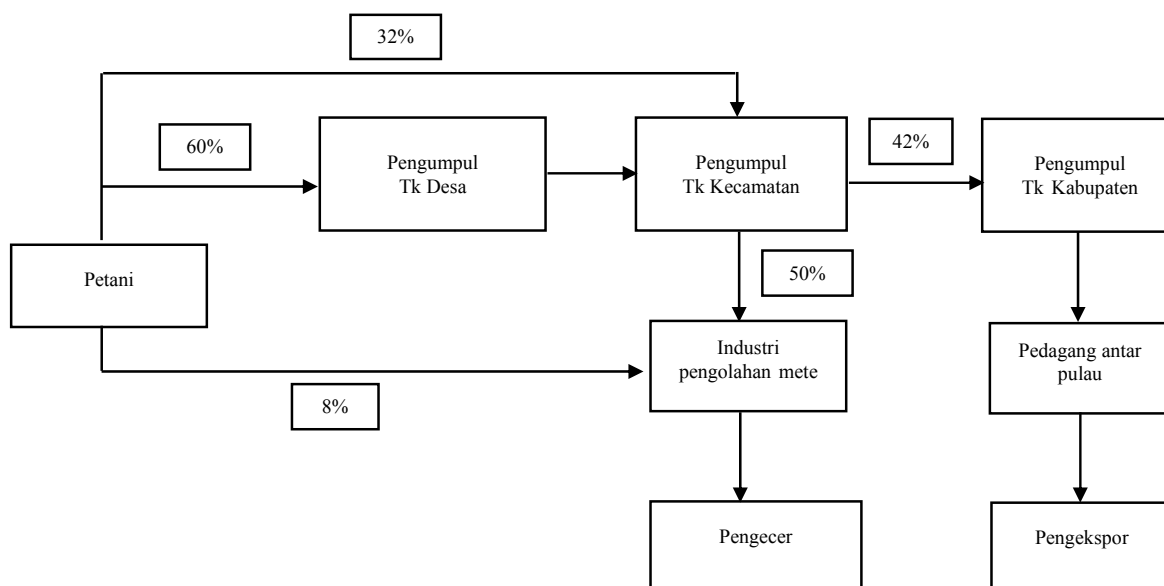 32%
60%
Pengumpul
Tk Desa
Pengumpul
Tk Kecamatan
42%
Pengumpul
Tk Kabupaten
Petani
50%
Industri
pengolahan mete
Pedagang antar
pulau
8%
Pengecer
Pengekspor